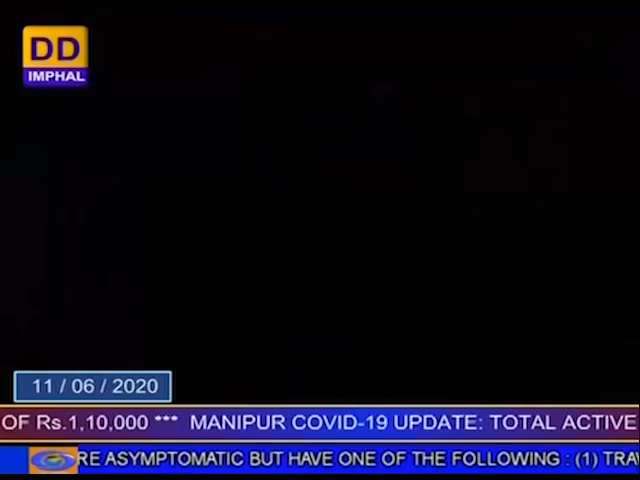 DD
IMPHAL
11 / 06 / 2020
OF Rs.1,10,000 *** MANIPUR COVID-19 UPDATE: TOTAL ACTIVE
RE ASYMPTOMATIC BUT HAVE ONE OF THE FOLLOWING : (1)